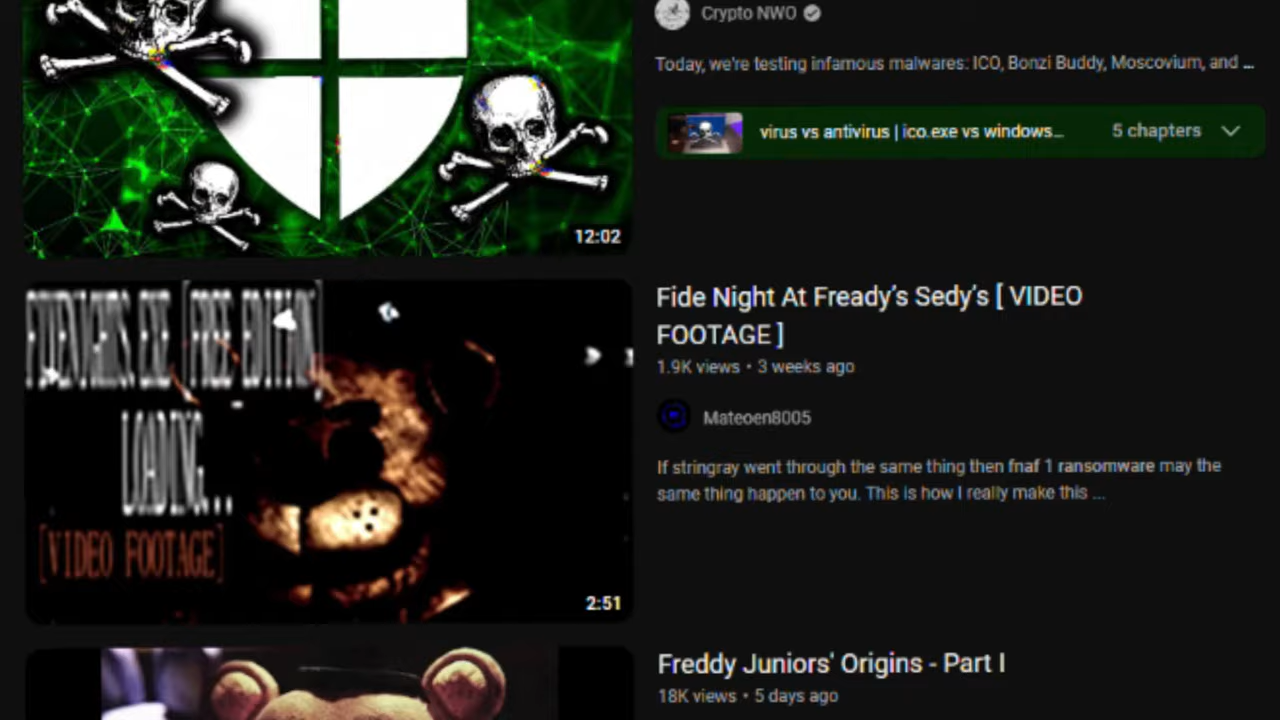 Crypto NWO
Today, we're testing infamous malwares: ICO, Bonzi Buddy, Moscovium, and ...
virus vs antivirus | ico.exe vs windows...
5 chapters
12:02
[FREE EDITION]
LOADING...
[VIDEO FOOTAGE]
2:51
Fide Night At Fready's Sedy's [ VIDEO
FOOTAGE ]
1.9K views • 3 weeks ago
Mateoen8005
If stringray went through the same thing then fnaf 1 ransomware may the
same thing happen to you. This is how I really make this ...
Freddy Juniors' Origins - Part I
18K views • 5 days ago